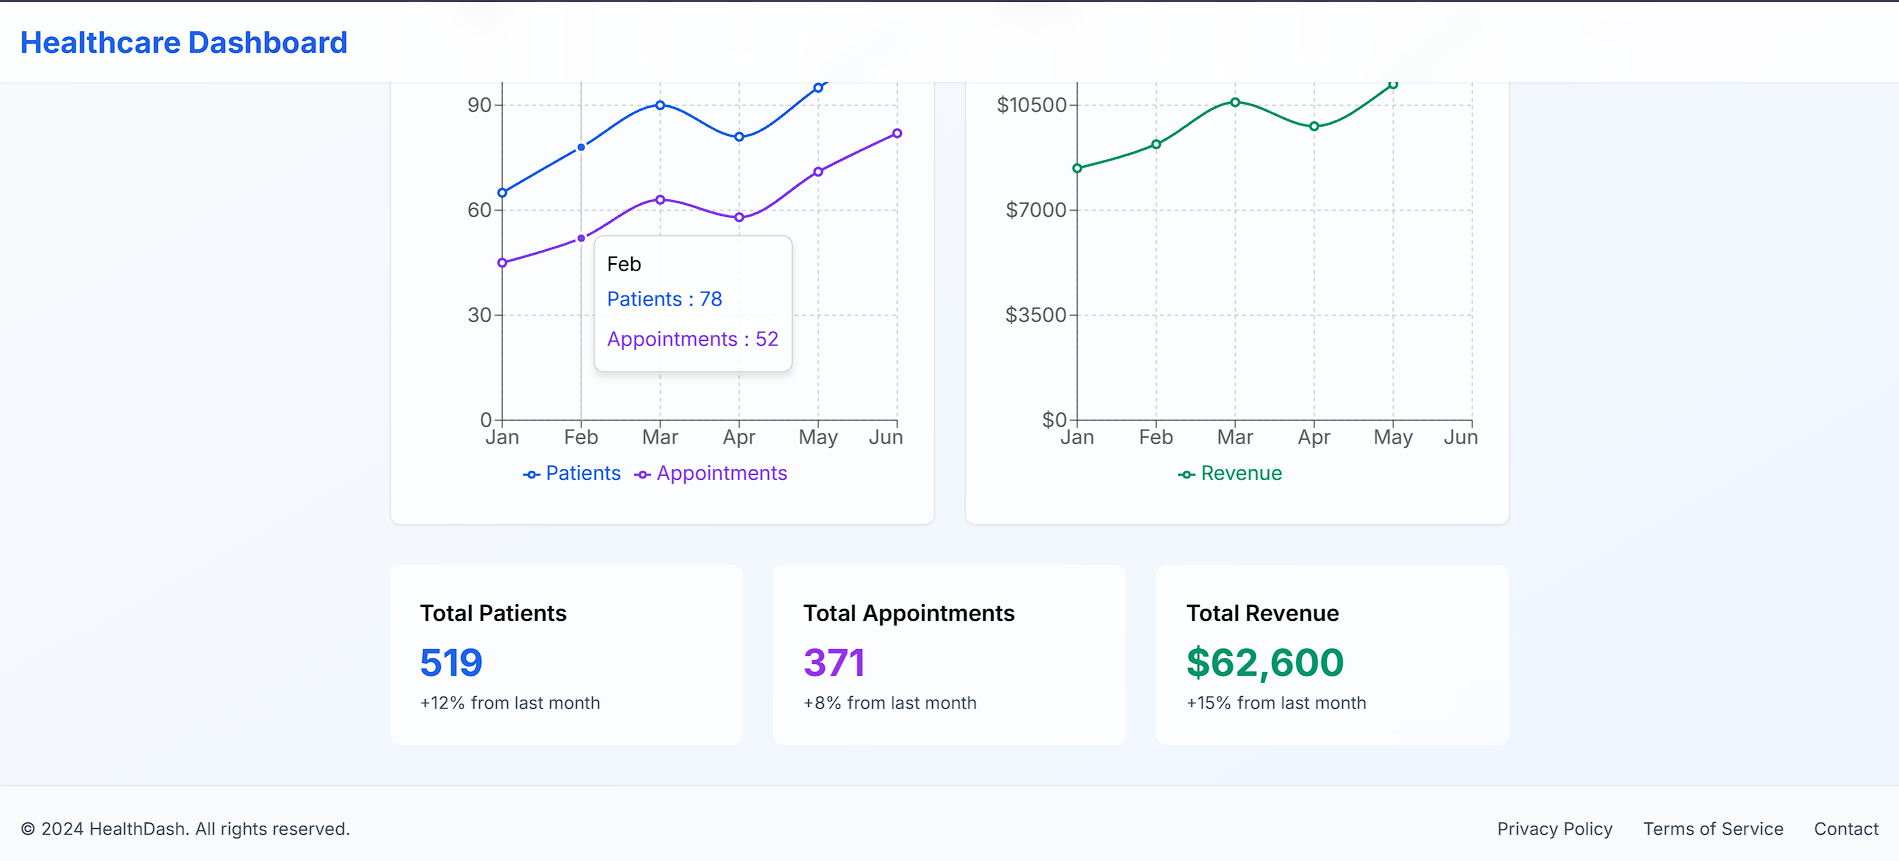 Healthcare Dashboard
90
60
30
0
Jan Feb Mar Apr May Jun
Feb
Patients : 78
Appointments : 52
Patients Appointments
$10500
$7000
$3500
$0
Jan Feb Mar Apr May Jun
Revenue
Total Patients
519
+12% from last month
Total Appointments
371
+8% from last month
Total Revenue
$62,600
+15% from last month
© 2024 HealthDash. All rights reserved.
Privacy Policy Terms of Service Contact